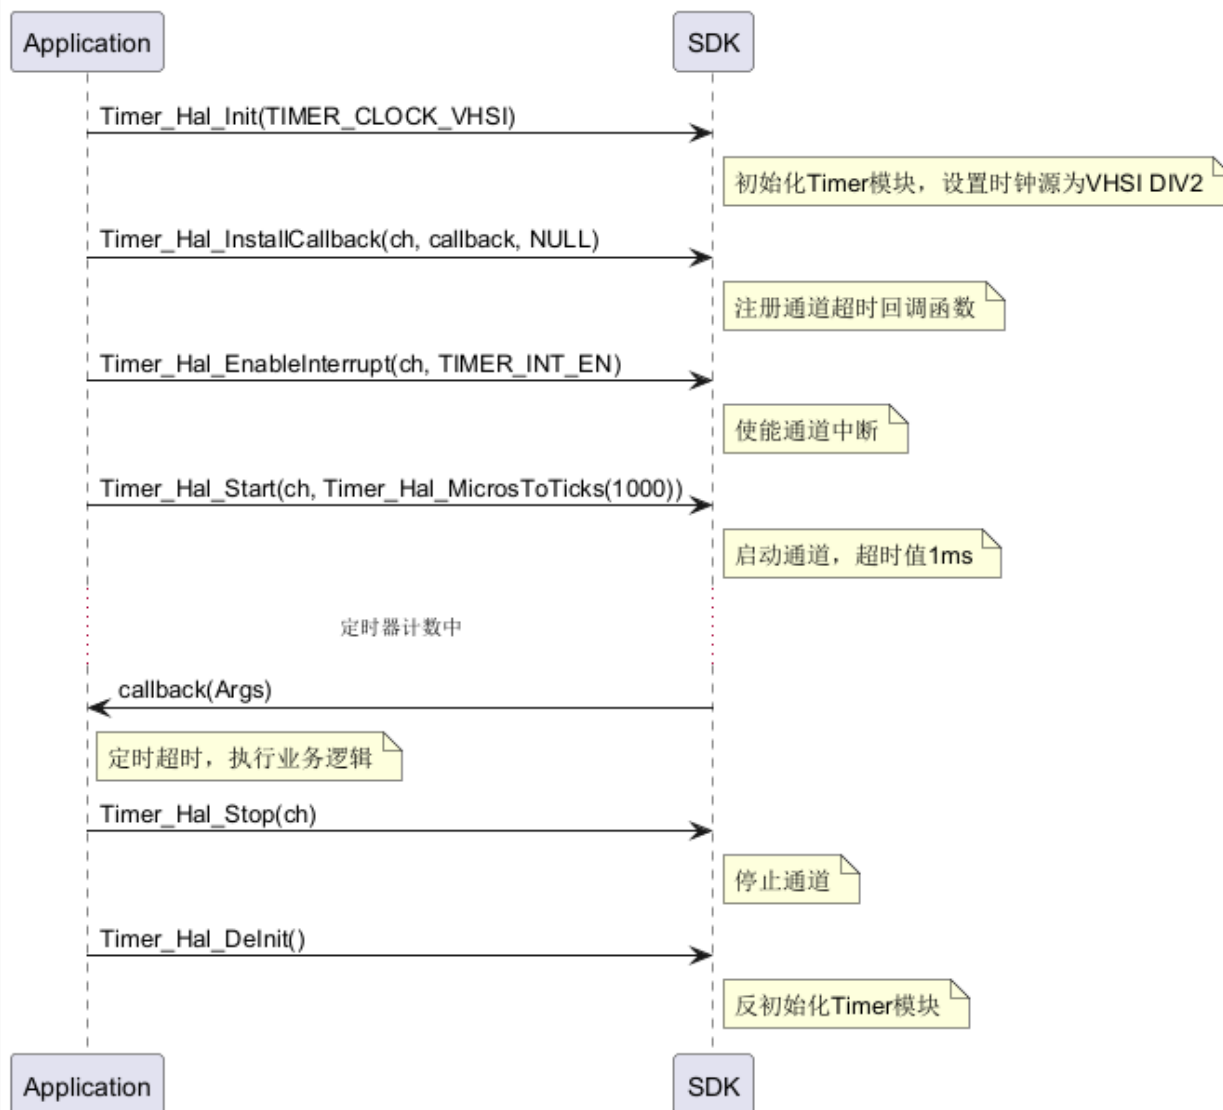 Application
SDK
Timer_Hal_Init(TIMER_CLOCK_VHSI)
初始化Timer模块，设置时钟源为VHSI DIV2
Timer_Hal_InstallCallback(ch, callback, NULL)
注册通道超时回调函数
Timer_Hal_EnableInterrupt(ch, TIMER_INT_EN)
使能通道中断
Timer_Hal_Start(ch, Timer_Hal_MicrosToTicks(1000))
启动通道，超时值1ms
定时器计数中
callback(Args)
定时超时，执行业务逻辑
Timer_Hal_Stop(ch)
停止通道
Timer_Hal_DeInit()
反初始化Timer模块
Application
SDK